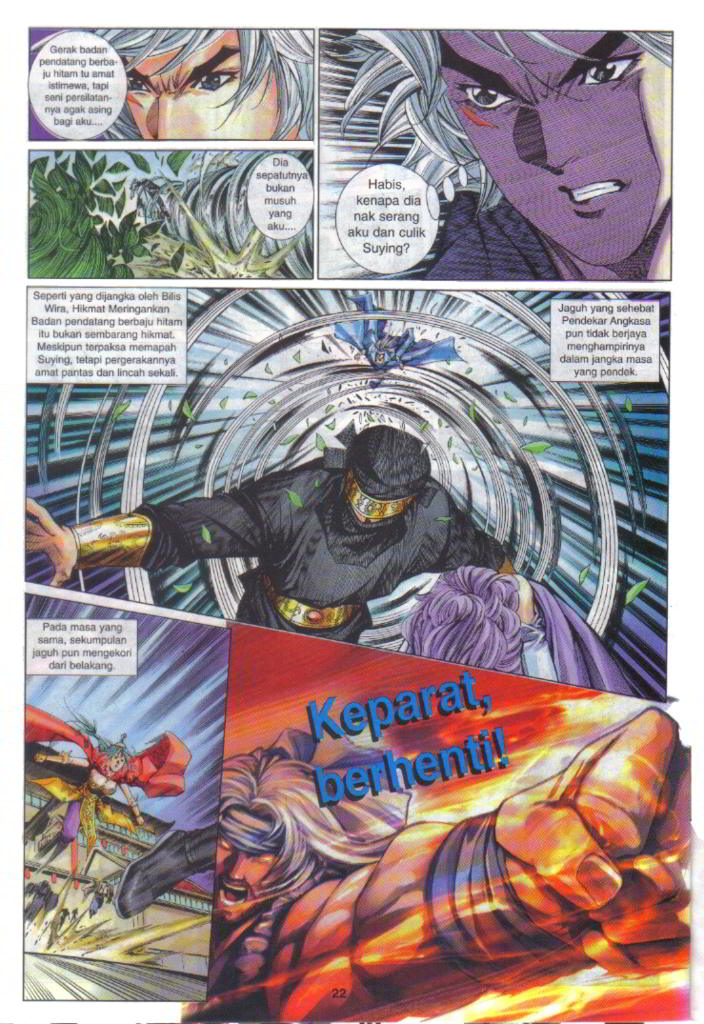 Gerak badan
pendatang berba-
ju hitam tu amat
istimewa, tapi
seni persilatan-
nya agak asing
bagi aku....
Dia
sepatutnya
bukan
musuh
yang
aku....
Habis,
kenapa dia
nak serang
aku dan culik
Suying?
Seperti yang dijangka oleh Bilis
Wira, Hikmat Meringankan
Badan pendatang berbaju hitam
itu bukan sembarang hikmat.
Meskipun terpaksa memapah
Suying, tetapi pergerakannya
amat pantas dan lincah sekali.
Jaguh yang sehebat
Pendekar Angkasa
pun tidak berjaya
menghampirinya
dalam jangka masa
yang pendek.
Pada masa yang
sama, sekumpulan
jaguh pun mengekori
dari belakang.
Keparat,
berhenti!
22